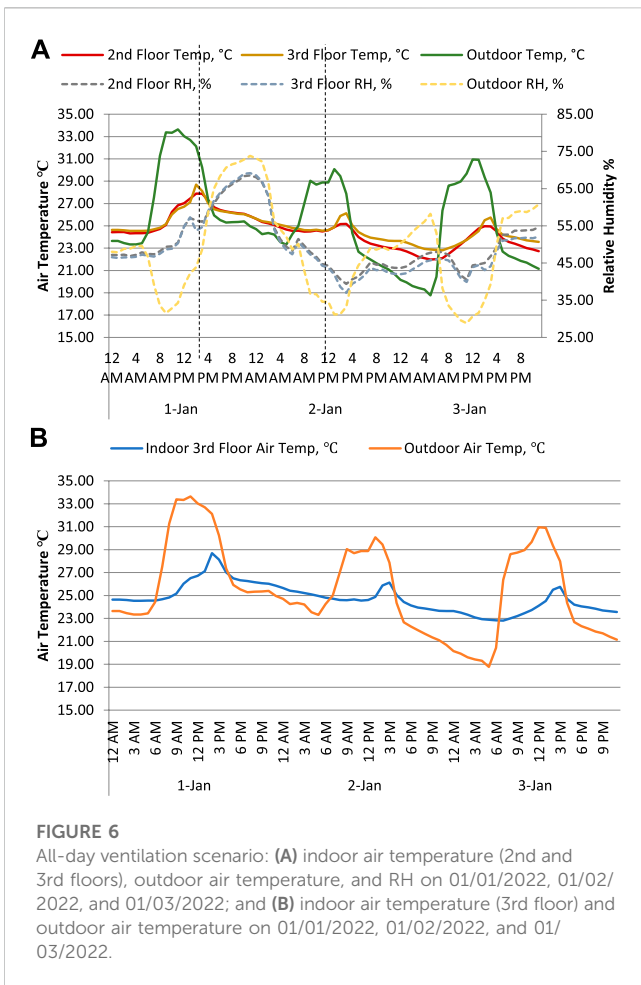 A
2nd Floor Temp, °C 3rd Floor Temp, °C Outdoor Temp, °C
2nd Floor RH, % 3rd Floor RH, % Outdoor RH, %
35.00 85.00
33.00
31.00 75.00
29.00 65.00
27.00
25.00 55.00
23.00
21.00 45.00
19.00 35.00
17.00
15.00 25.00
Air Temperature °C
Relative Humidity %
12 4 8 12 4 8 12 4 8 12 4 8 12 4 8 12 4 8
AM AM PM PM AM AM PM PM AM AM PM PM
1-Jan 2-Jan 3-Jan
B
Indoor 3rd Floor Air Temp, °C Outdoor Air Temp, °C
35.00
33.00
31.00
29.00
27.00
25.00
23.00
21.00
19.00
17.00
15.00
Air Temperature °C
12 AM 3 AM 6 AM 9 AM 12 PM 3 PM 6 PM 9 PM 12 AM 3 AM 6 AM 9 AM 12 PM 3 PM 6 PM 9 PM 12 AM 3 AM 6 AM 9 AM 12 PM 3 PM 6 PM 9 PM
1-Jan 2-Jan 3-Jan
FIGURE 6
All-day ventilation scenario: (A) indoor air temperature (2nd and
3rd floors), outdoor air temperature, and RH on 01/01/2022, 01/02/
2022, and 01/03/2022; and (B) indoor air temperature (3rd floor) and
outdoor air temperature on 01/01/2022, 01/02/2022, and 01/
03/2022.